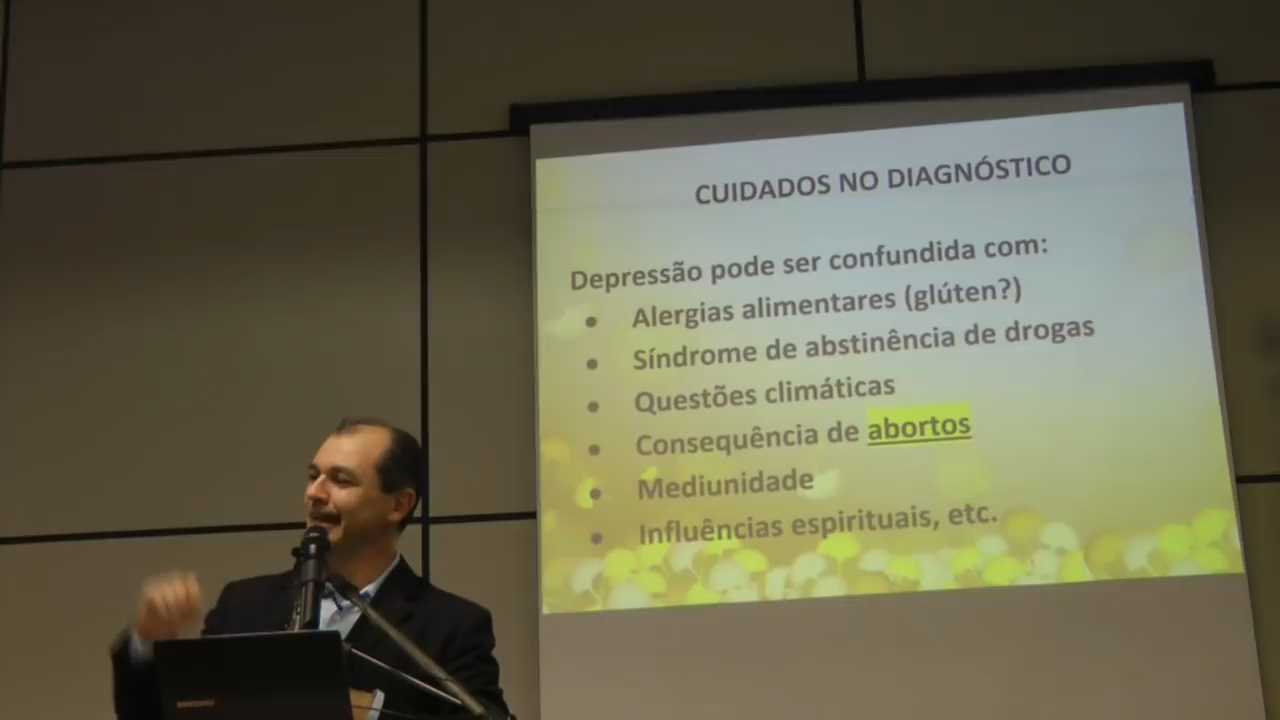 CUIDADOS NO DIAGNÓSTICO
Depressão pode ser confundida com:
• Alergias alimentares (glúten?)
• Síndrome de abstinência de drogas
• Questões climáticas
• Consequência de abortos
• Mediunidade
• Influências espirituais, etc.
SAMSUNG